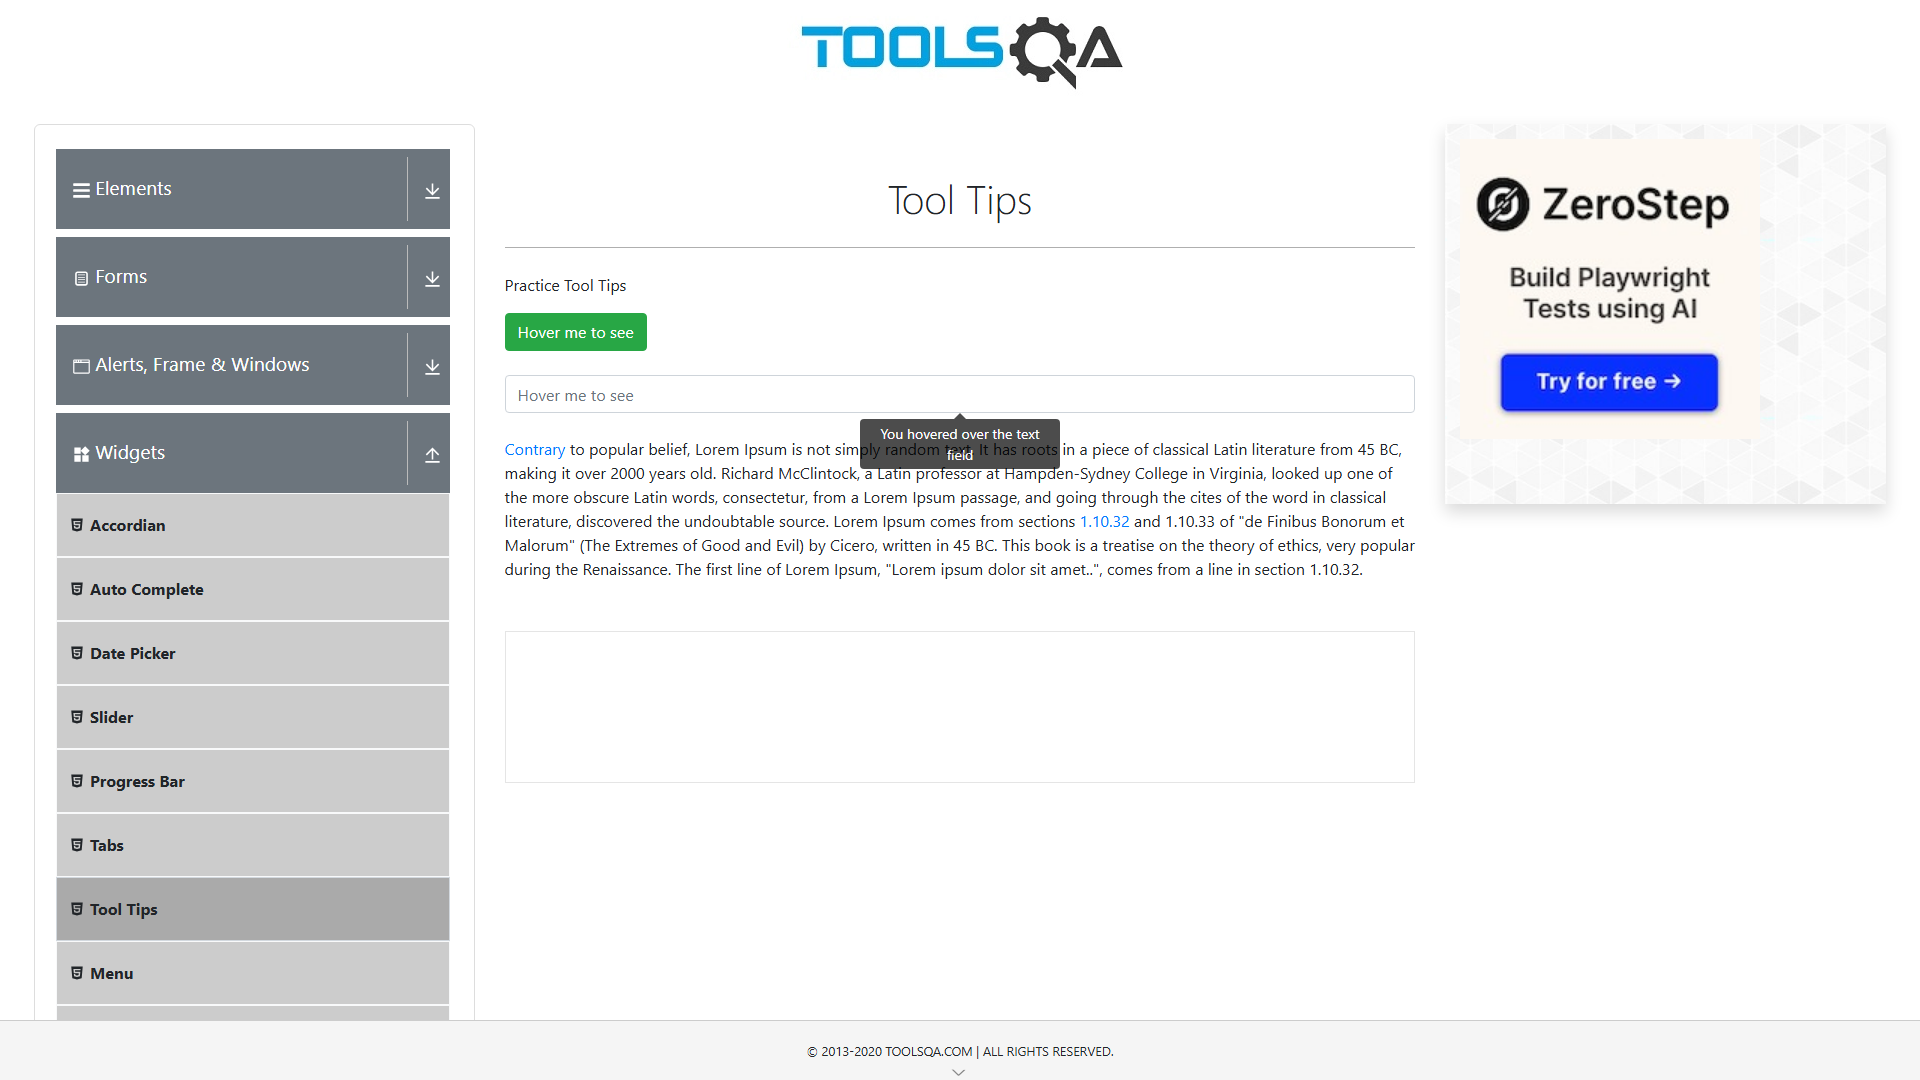 TOOLSQA
Elements
Forms
Alerts, Frame & Windows
Widgets
Accordian
Auto Complete
Date Picker
Slider
Progress Bar
Tabs
Tool Tips
Menu
Tool Tips
Practice Tool Tips
Hover me to see
Hover me to see
You hovered over the text
field
Contrary to popular belief, Lorem Ipsum is not simply random text. It has roots in a piece of classical Latin literature from 45 BC,
making it over 2000 years old. Richard McClintock, a Latin professor at Hampden-Sydney College in Virginia, looked up one of
the more obscure Latin words, consectetur, from a Lorem Ipsum passage, and going through the cites of the word in classical
literature, discovered the undoubtable source. Lorem Ipsum comes from sections 1.10.32 and 1.10.33 of "de Finibus Bonorum et
Malorum" (The Extremes of Good and Evil) by Cicero, written in 45 BC. This book is a treatise on the theory of ethics, very popular
during the Renaissance. The first line of Lorem Ipsum, "Lorem ipsum dolor sit amet..", comes from a line in section 1.10.32.
ZeroStep
Build Playwright
Tests using AI
Try for free →
© 2013-2020 TOOLSQA.COM | ALL RIGHTS RESERVED.